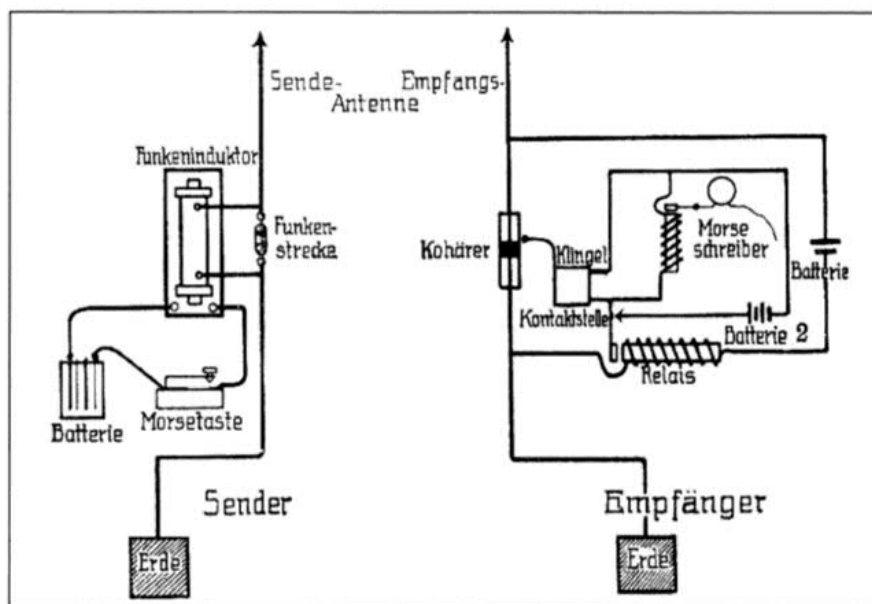 Sende-
Antenne
Empfangs-
Funkeninduktor
Funken-
strecke
Batterie
Morsetaste
Sender
Erde
Kohärer
Klingel
Morse
schreiber
Batterie
Kontaktstelle
Batterie 2
Relais
Empfänger
Erde